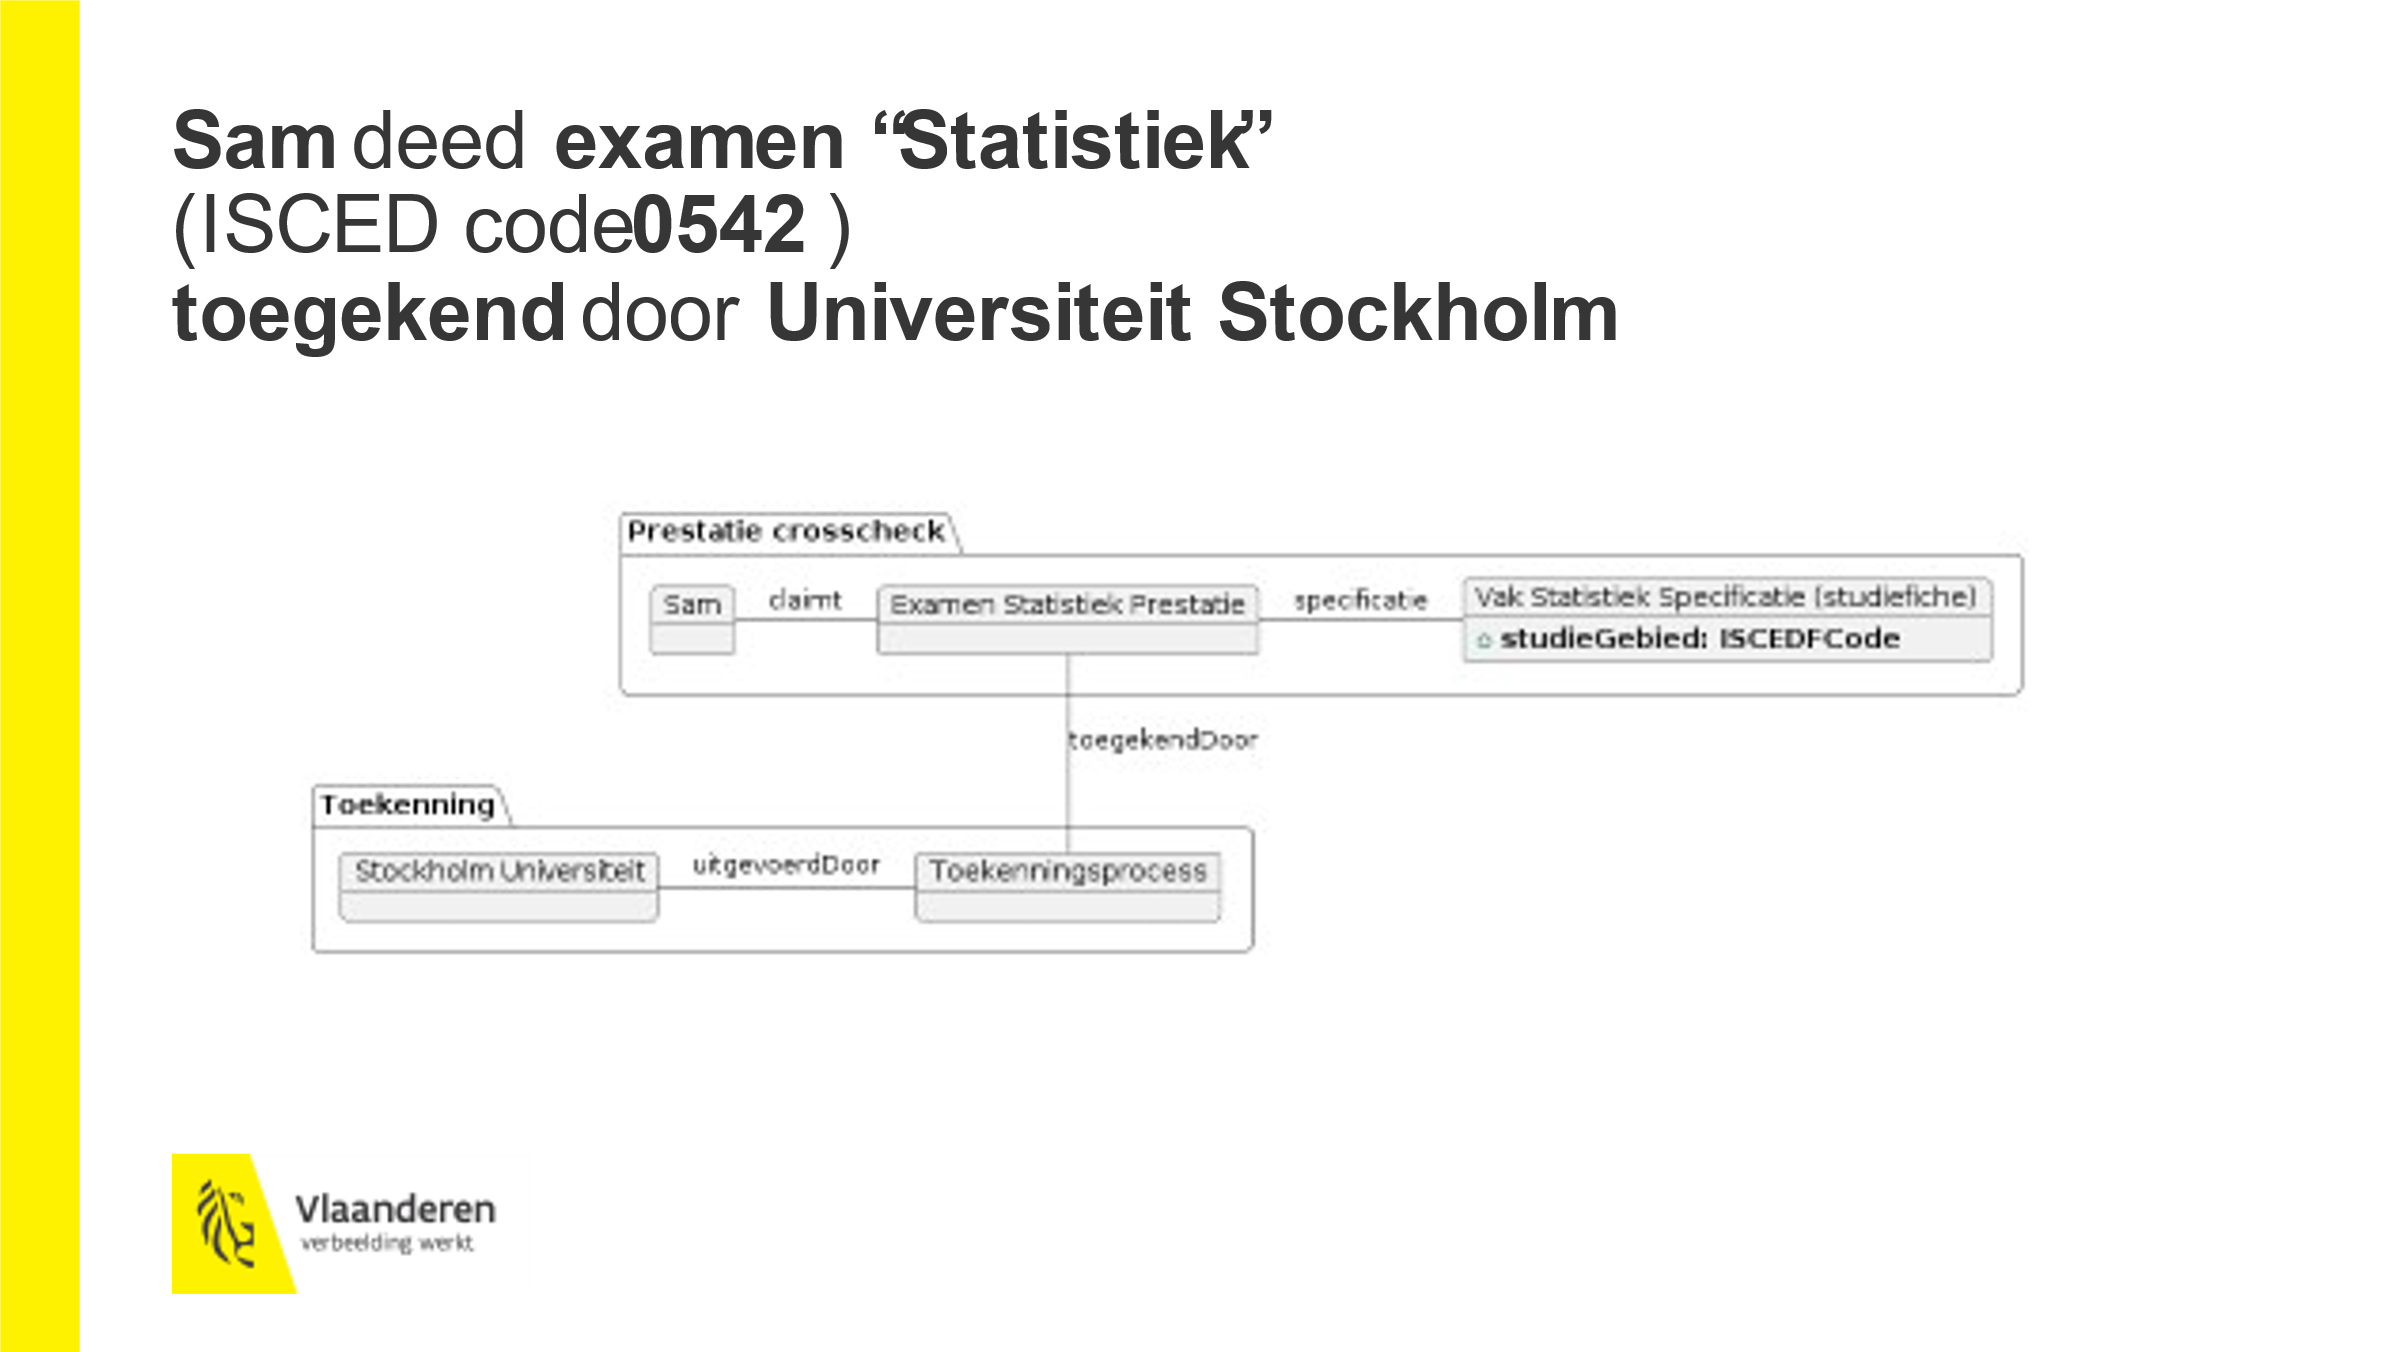 Sam deed examen “Statistiek”
(ISCED code0542 )
toegekend door Universiteit Stockholm
Prestatie crosscheck
Sam
claimt
Examen Statistiek Prestatie
specificatie
Vak Statistiek Specificatie (studiefiche)
studieGebied: ISCEDFCode
toegekendDoor
Toekenning
Stockholm Universiteit
uitgevoerdDoor
Toekenningsprocess
Vlaanderen
verbeelding werkt